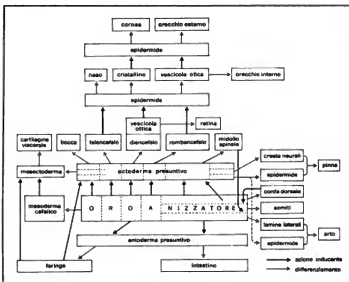 cornea
orecchio esterno
epidermide
naso
cristallino
vescicola otica
orecchio interno
epidermide
cartilagine
viscerale
vescicola
ottica
retina
bocca
telencefalo
diencefalo
rombencefalo
midollo
spinale
mesectoderma
ectoderma presuntivo
creste neurali
pinna
epidermide
mesoderma
cefalico
ORGANIZZATORE
corda dorsale
somiti
lamine laterali
arto
epidermide
entoderma presuntivo
faringe
intestino
azione inducente
differenziamento